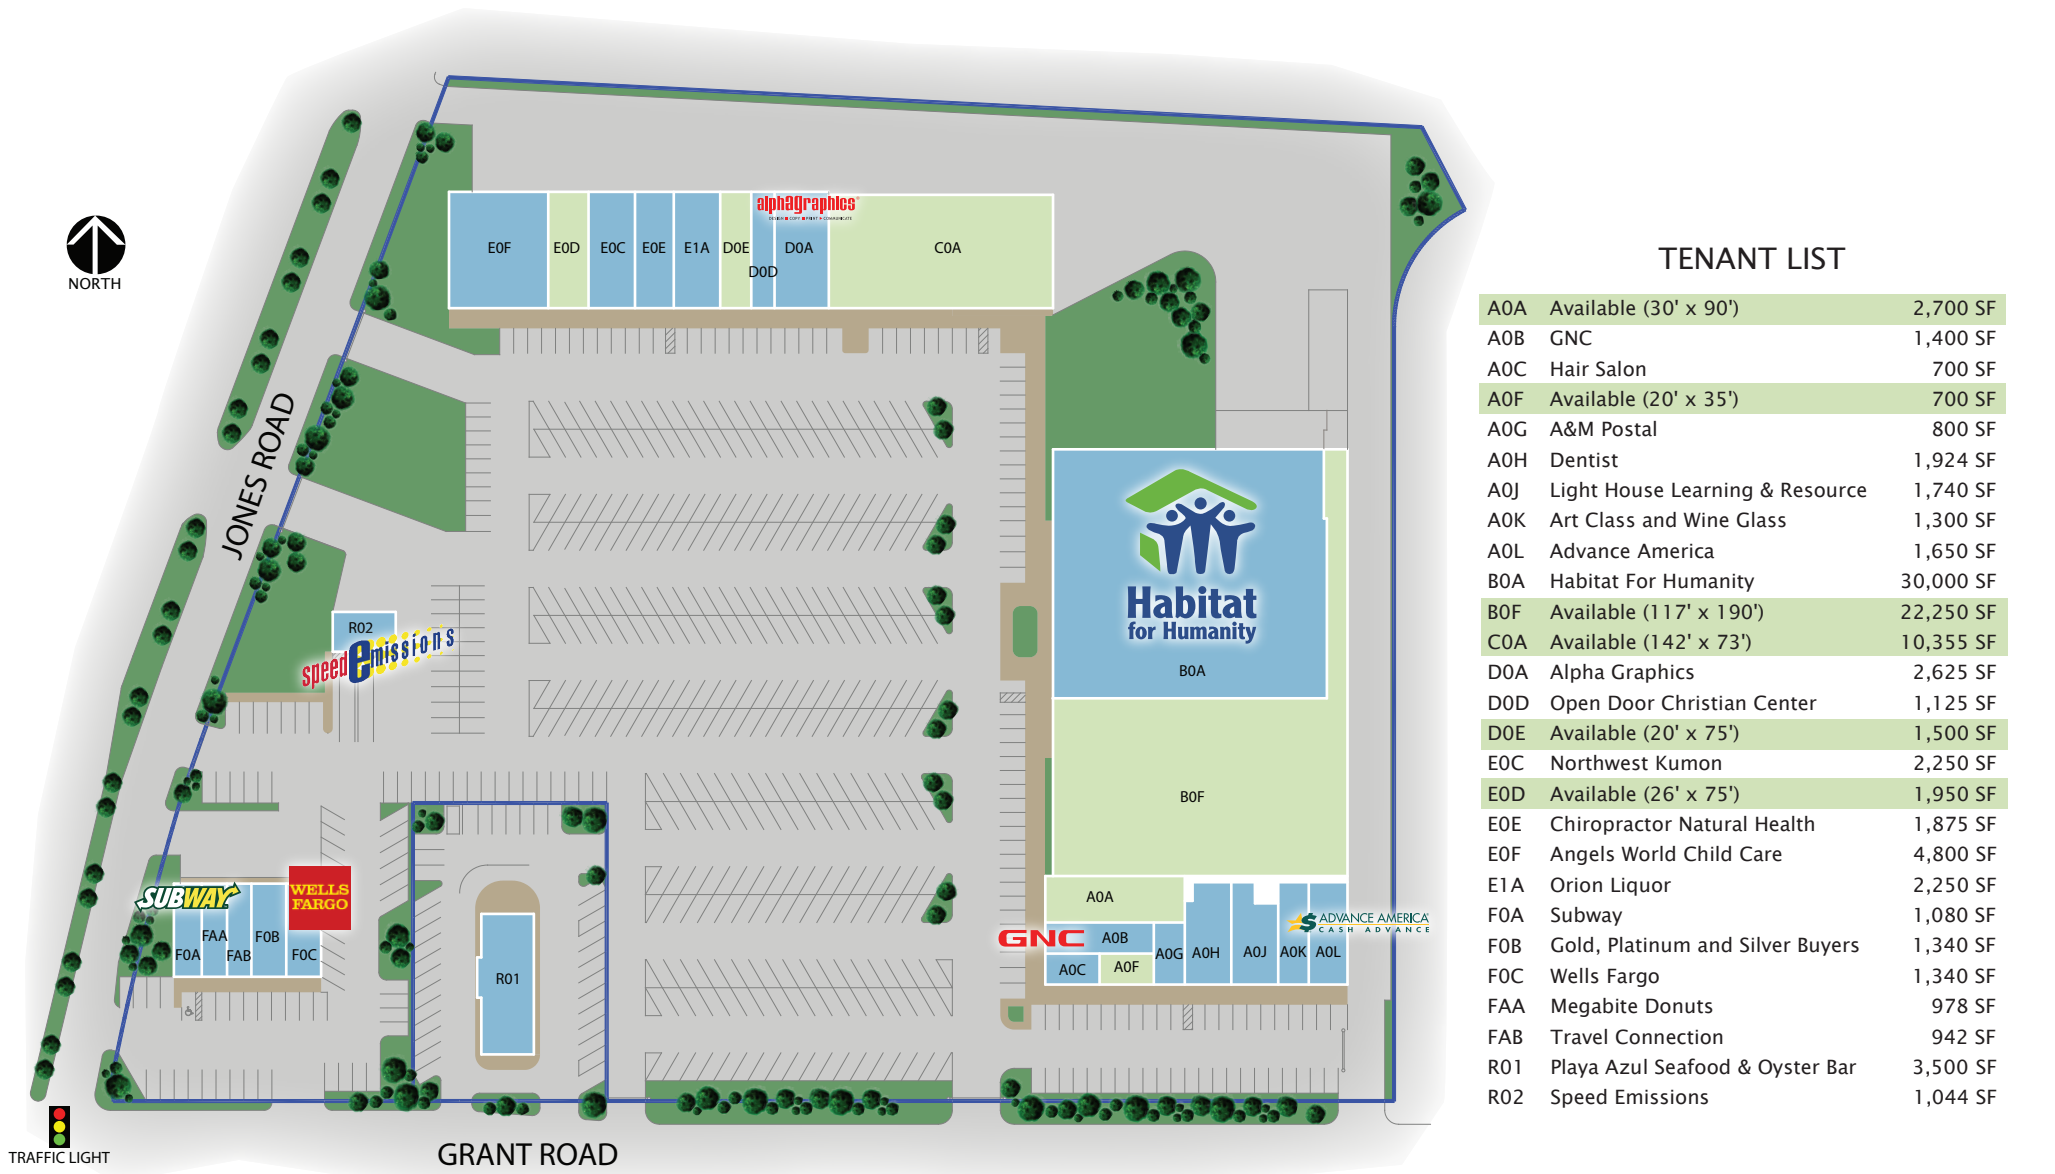 alphagraphics
DESIGN ■ COPY ■ PRINT ■ COMMUNICATE
E0F
E0D
E0C
E0E
E1A
D0E
D0D
D0A
C0A
NORTH
JONES ROAD
R02
speedemissions
Habitat
for Humanity
B0A
B0F
SUBWAY
WELLS
FARGO
F0A
FAA
FAB
F0B
F0C
R01
A0A
GNC
A0B
A0C
A0F
A0G
A0H
A0J
A0K
A0L
ADVANCE AMERICA
CASH ADVANCE
TRAFFIC LIGHT
GRANT ROAD
TENANT LIST
A0A Available (30' x 90') 2,700 SF
A0B GNC 1,400 SF
A0C Hair Salon 700 SF
A0F Available (20' x 35') 700 SF
A0G A&M Postal 800 SF
A0H Dentist 1,924 SF
A0J Light House Learning & Resource 1,740 SF
A0K Art Class and Wine Glass 1,300 SF
A0L Advance America 1,650 SF
B0A Habitat For Humanity 30,000 SF
B0F Available (117' x 190') 22,250 SF
C0A Available (142' x 73') 10,355 SF
D0A Alpha Graphics 2,625 SF
D0D Open Door Christian Center 1,125 SF
D0E Available (20' x 75') 1,500 SF
E0C Northwest Kumon 2,250 SF
E0D Available (26' x 75') 1,950 SF
E0E Chiropractor Natural Health 1,875 SF
E0F Angels World Child Care 4,800 SF
E1A Orion Liquor 2,250 SF
F0A Subway 1,080 SF
F0B Gold, Platinum and Silver Buyers 1,340 SF
F0C Wells Fargo 1,340 SF
FAA Megabite Donuts 978 SF
FAB Travel Connection 942 SF
R01 Playa Azul Seafood & Oyster Bar 3,500 SF
R02 Speed Emissions 1,044 SF